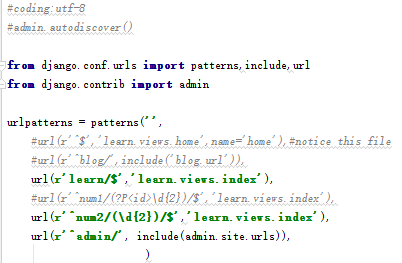 #coding:utf-8
#admin.autodiscover()
from django.conf.urls import patterns,include,url
from django.contrib import admin
urlpatterns = patterns('',
#url(r'^$','learn.views.home',name='home'),#notice this file
#url(r'^blog/',include('blog.url')),
url(r'learn/$','learn.views.index'),
#url(r'^num1/(?P<id>\d{2})/$','learn.views.index'),
url(r'^num2/(\d{2})/$','learn.views.index'),
url(r'^admin/', include(admin.site.urls)),
)